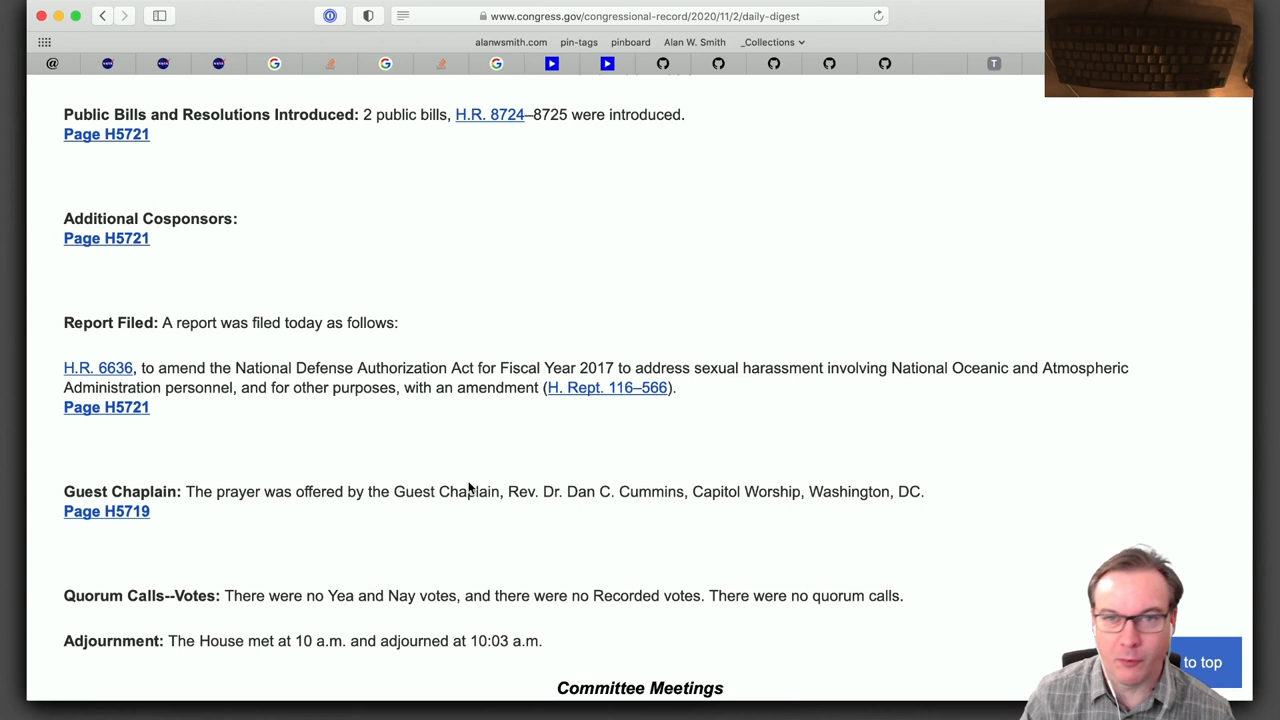 www.congress.gov/congressional-record/2020/11/2/daily-digest
alanwsmith.com pin-tags pinboard Alan W. Smith _Collections
Public Bills and Resolutions Introduced: 2 public bills, H.R. 8724–8725 were introduced.
Page H5721
Additional Cosponsors:
Page H5721
Report Filed: A report was filed today as follows:
H.R. 6636, to amend the National Defense Authorization Act for Fiscal Year 2017 to address sexual harassment involving National Oceanic and Atmospheric
Administration personnel, and for other purposes, with an amendment (H. Rept. 116–566).
Page H5721
Guest Chaplain: The prayer was offered by the Guest Chaplain, Rev. Dr. Dan C. Cummins, Capitol Worship, Washington, DC.
Page H5719
Quorum Calls--Votes: There were no Yea and Nay votes, and there were no Recorded votes. There were no quorum calls.
Adjournment: The House met at 10 a.m. and adjourned at 10:03 a.m.
to top
Committee Meetings